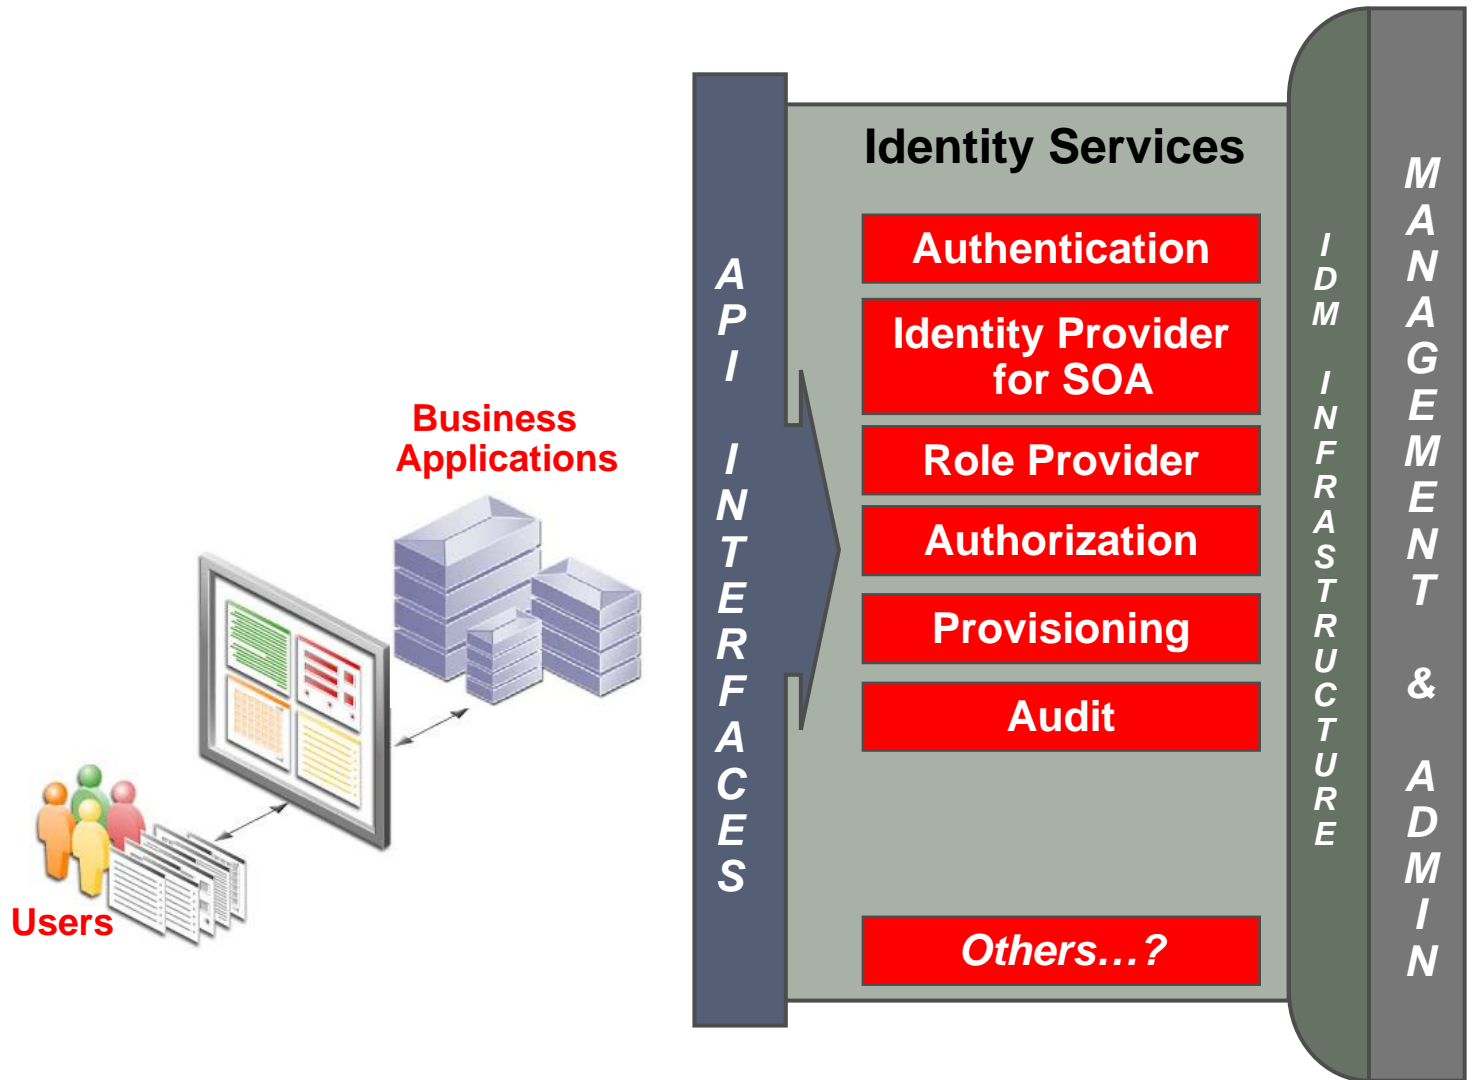 Identity Services
Authentication
Identity Provider
for SOA
Role Provider
Authorization
Provisioning
Audit
Others…?
Business
Applications
Users
API INTERFACES
IDM INFRASTRUCTURE
MANAGEMENT & ADMIN